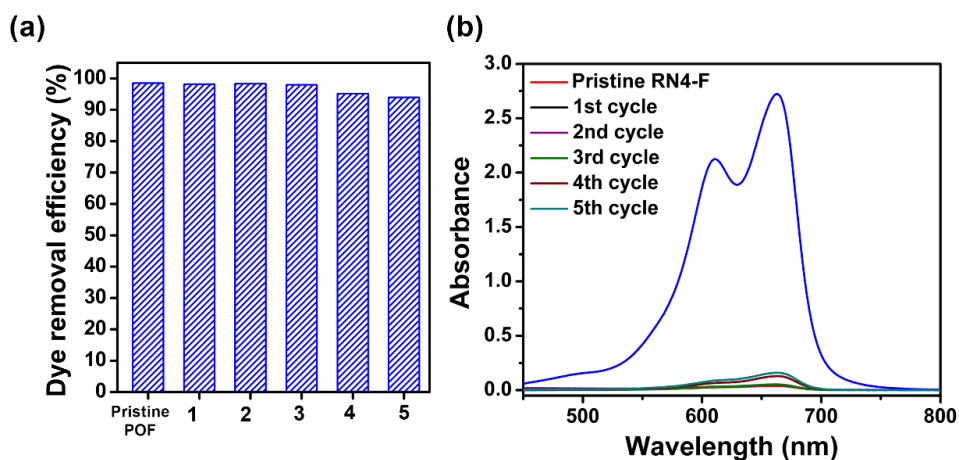 (a)
Dye removal efficiency (%)
100
90
80
70
60
50
40
30
20
10
0
Pristine
POF
1
2
3
4
5
(b)
Absorbance
3.0
2.5
2.0
1.5
1.0
0.5
0.0
Pristine RN4-F
1st cycle
2nd cycle
3rd cycle
4th cycle
5th cycle
500
600
700
800
Wavelength (nm)